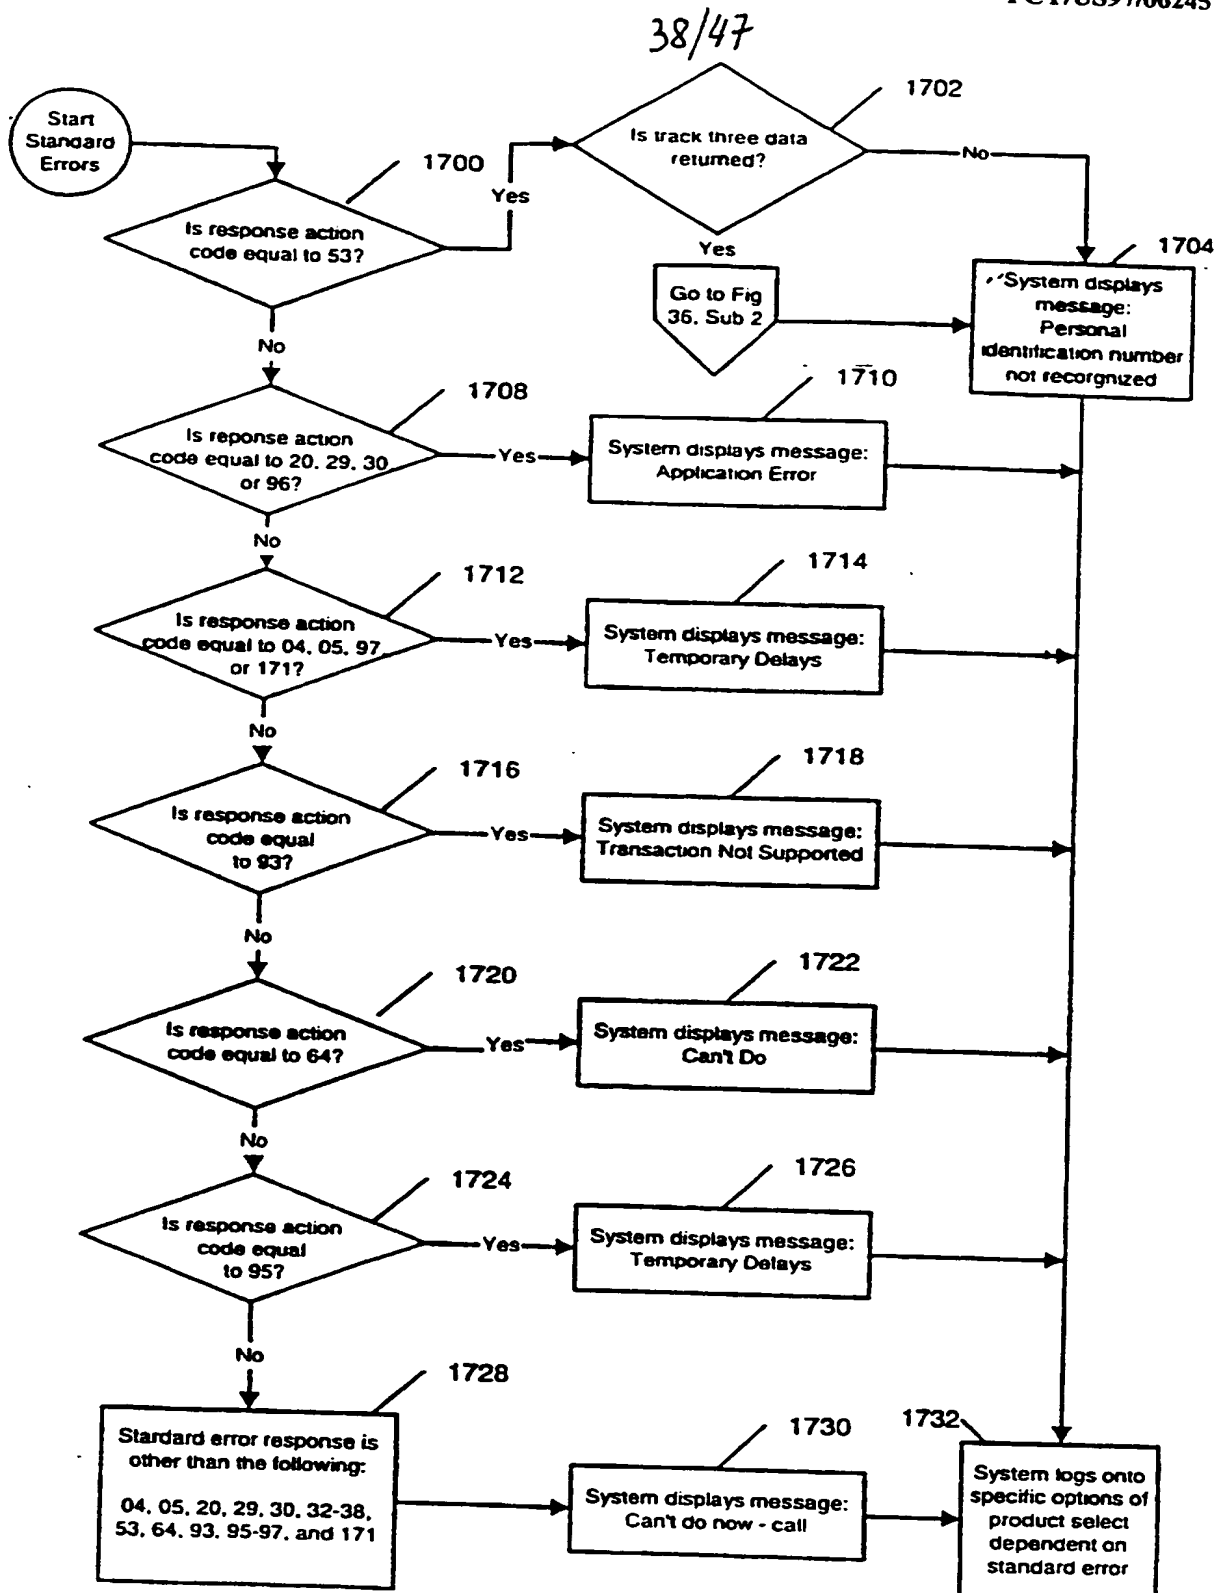 38/47
Start
Standard
Errors
1700
Is response action
code equal to 53?
Yes
No
1702
Is track three data
returned?
No
Yes
Go to Fig
36, Sub 2
1704
System displays
message:
Personal
identification number
not recorgnized
1708
Is reponse action
code equal to 20, 29, 30
or 96?
Yes
No
1710
System displays message:
Application Error
1712
Is response action
code equal to 04, 05, 97
or 171?
Yes
No
1714
System displays message:
Temporary Delays
1716
Is response action
code equal
to 93?
Yes
No
1718
System displays message:
Transaction Not Supported
1720
Is response action
code equal to 64?
Yes
No
1722
System displays message:
Can't Do
1724
Is response action
code equal
to 95?
Yes
No
1726
System displays message:
Temporary Delays
1728
Stardard error response is
other than the following:
04, 05, 20, 29, 30, 32-38,
53, 64, 93, 95-97, and 171
1730
System displays message:
Can't do now - call
1732
System logs onto
specific options of
product select
dependent on
standard error